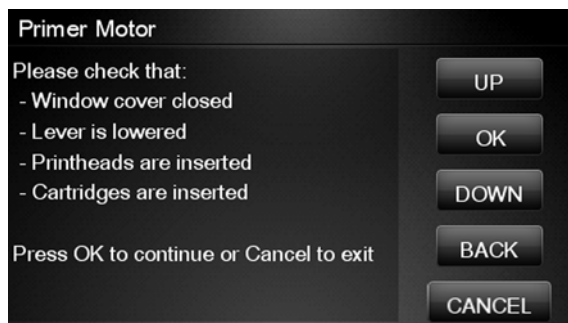 Primer Motor
Please check that:
- Window cover closed
- Lever is lowered
- Printheads are inserted
- Cartridges are inserted
Press OK to continue or Cancel to exit
UP
OK
DOWN
BACK
CANCEL